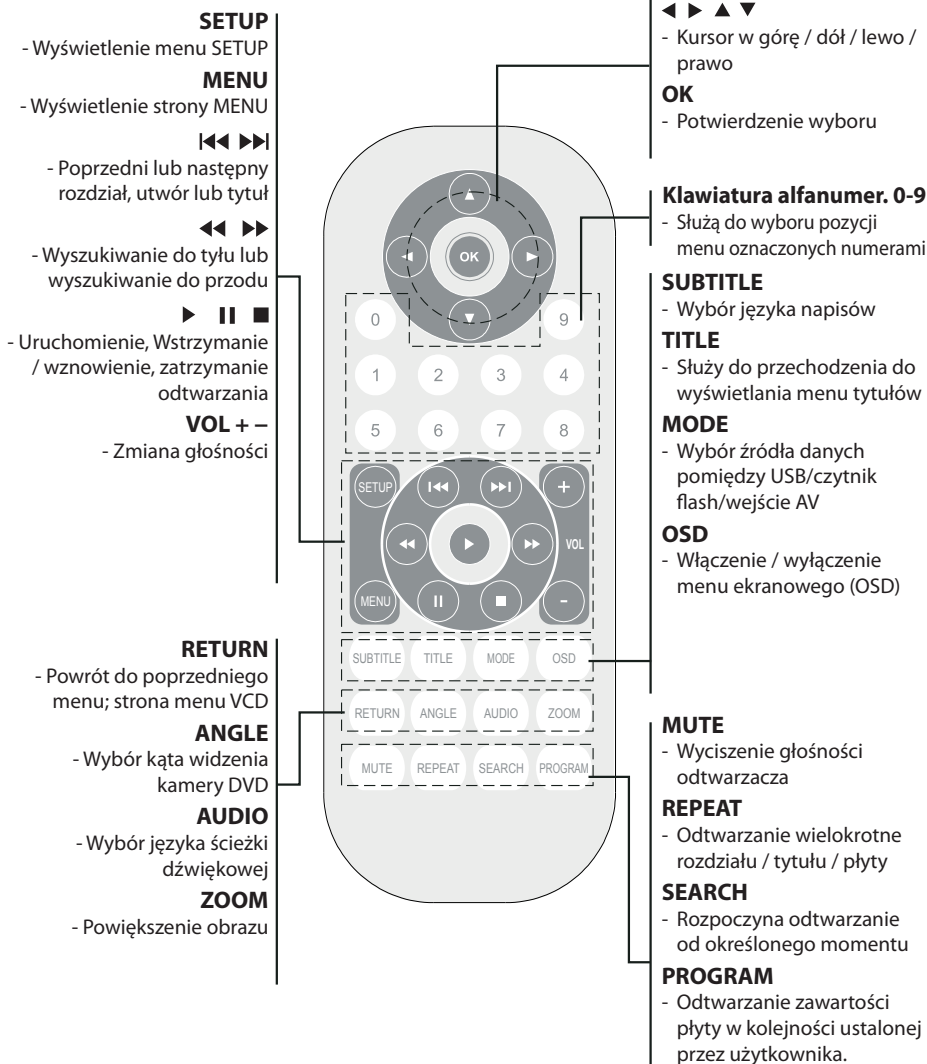 SETUP
- Wyświetlenie menu SETUP
MENU
- Wyświetlenie strony MENU
- Poprzedni lub następny
rozdział, utwór lub tytuł
- Wyszukiwanie do tyłu lub
wyszukiwanie do przodu
- Uruchomienie, Wstrzymanie
/ wznowienie, zatrzymanie
odtwarzania
VOL + –
- Zmiana głośności
RETURN
- Powrót do poprzedniego
menu; strona menu VCD
ANGLE
- Wybór kąta widzenia
kamery DVD
AUDIO
- Wybór języka ścieżki
dźwiękowej
ZOOM
- Powiększenie obrazu
OK
0
9
1 2 3 4
5 6 7 8
SETUP
+
VOL
MENU
-
SUBTITLE TITLE MODE OSD
RETURN ANGLE AUDIO ZOOM
MUTE REPEAT SEARCH PROGRAM
- Kursor w górę / dół / lewo /
prawo
OK
- Potwierdzenie wyboru
Klawiatura alfanumer. 0-9
- Służą do wyboru pozycji
menu oznaczonych numerami
SUBTITLE
- Wybór języka napisów
TITLE
- Służy do przechodzenia do
wyświetlania menu tytułów
MODE
- Wybór źródła danych
pomiędzy USB/czytnik
flash/wejście AV
OSD
- Włączenie / wyłączenie
menu ekranowego (OSD)
MUTE
- Wyciszenie głośności
odtwarzacza
REPEAT
- Odtwarzanie wielokrotne
rozdziału / tytułu / płyty
SEARCH
- Rozpoczyna odtwarzanie
od określonego momentu
PROGRAM
- Odtwarzanie zawartości
płyty w kolejności ustalonej
przez użytkownika.